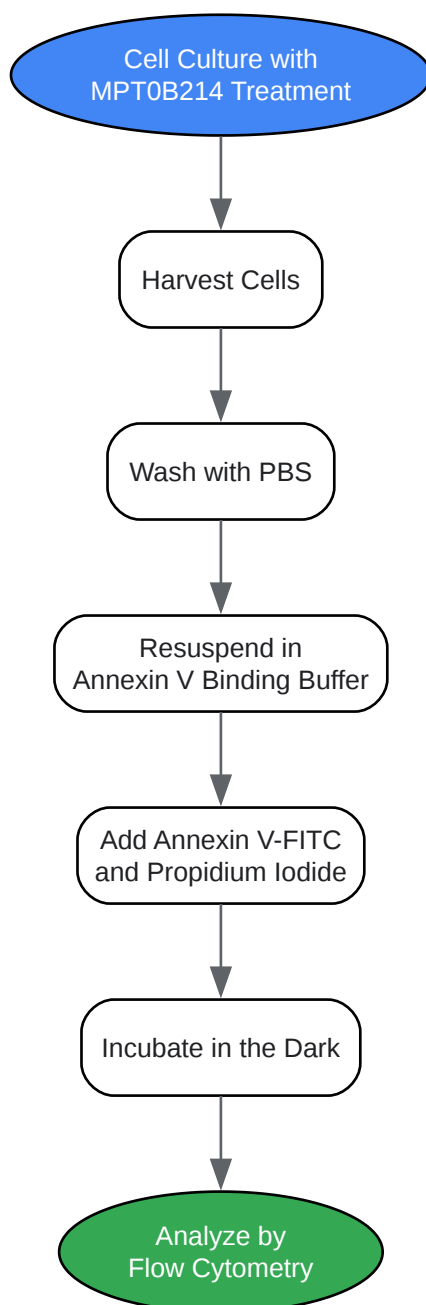 Cell Culture with
MPT0B214 Treatment
Harvest Cells
Wash with PBS
Resuspend in
Annexin V Binding Buffer
Add Annexin V-FITC
and Propidium Iodide
Incubate in the Dark
Analyze by
Flow Cytometry